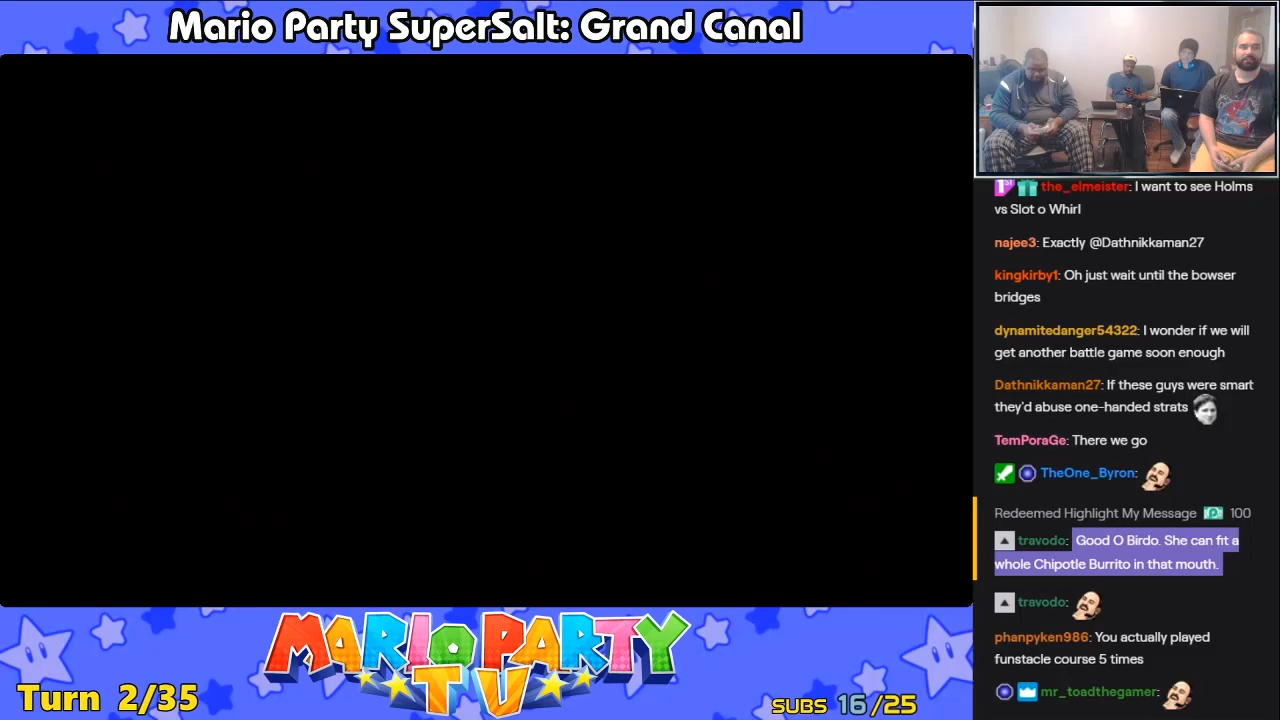 Mario Party SuperSalt: Grand Canal
1ST the_elmeister: I want to see Holms
vs Slot o Whirl
najee3: Exactly @Dathnikkaman27
kingkirby1: Oh just wait until the bowser
bridges
dynamitedanger54322: I wonder if we will
get another battle game soon enough
Dathnikkaman27: If these guys were smart
they'd abuse one-handed strats
TemPoraGe: There we go
TheOne_Byron:
Redeemed Highlight My Message 100
travodo: Good O Birdo. She can fit a
whole Chipotle Burrito in that mouth.
travodo:
phanpyken986: You actually played
funstacle course 5 times
mr_toadthegamer:
MARIO PARTY
TV
Turn 2/35
SUBS 16/25